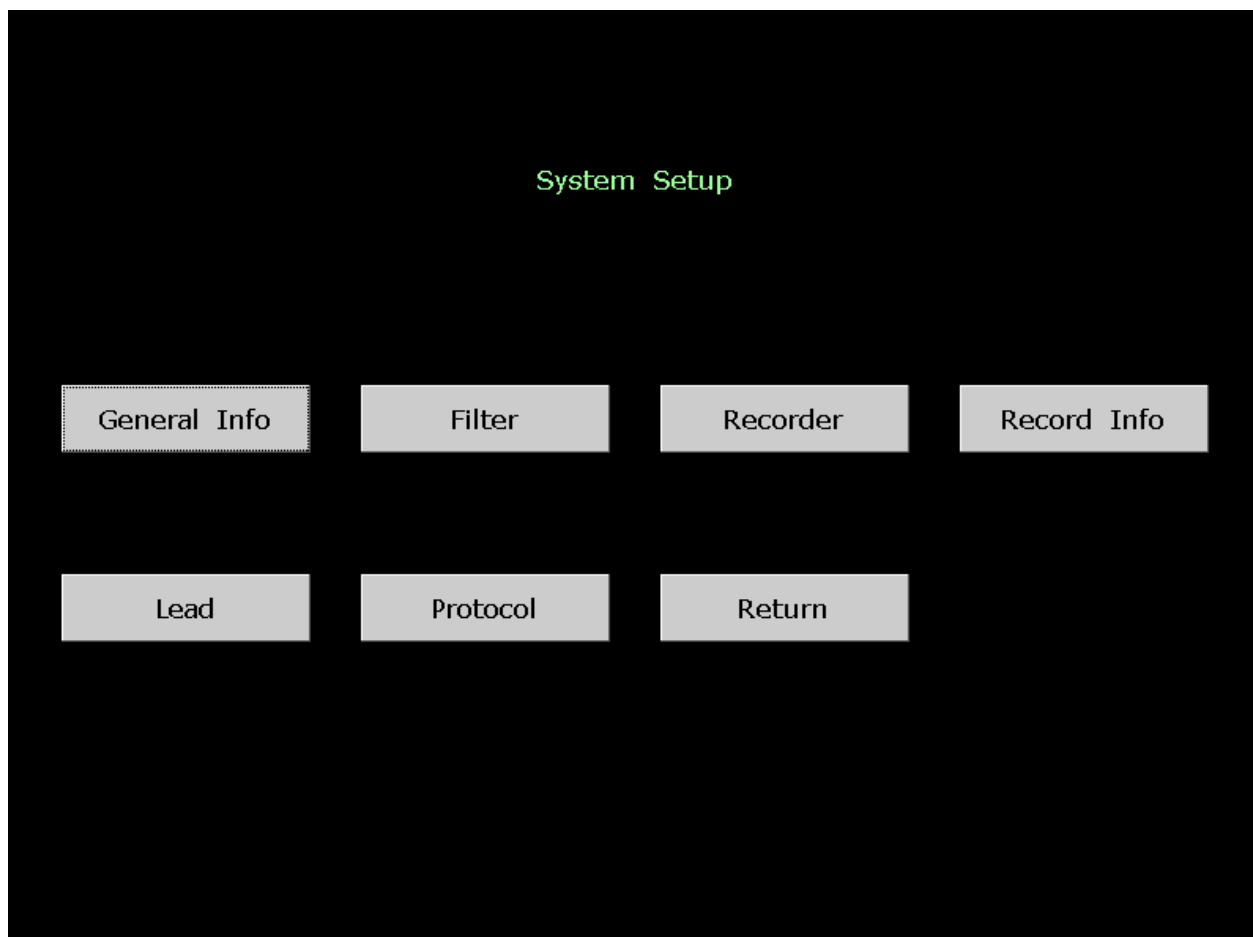 System Setup
General Info
Filter
Recorder
Record Info
Lead
Protocol
Return